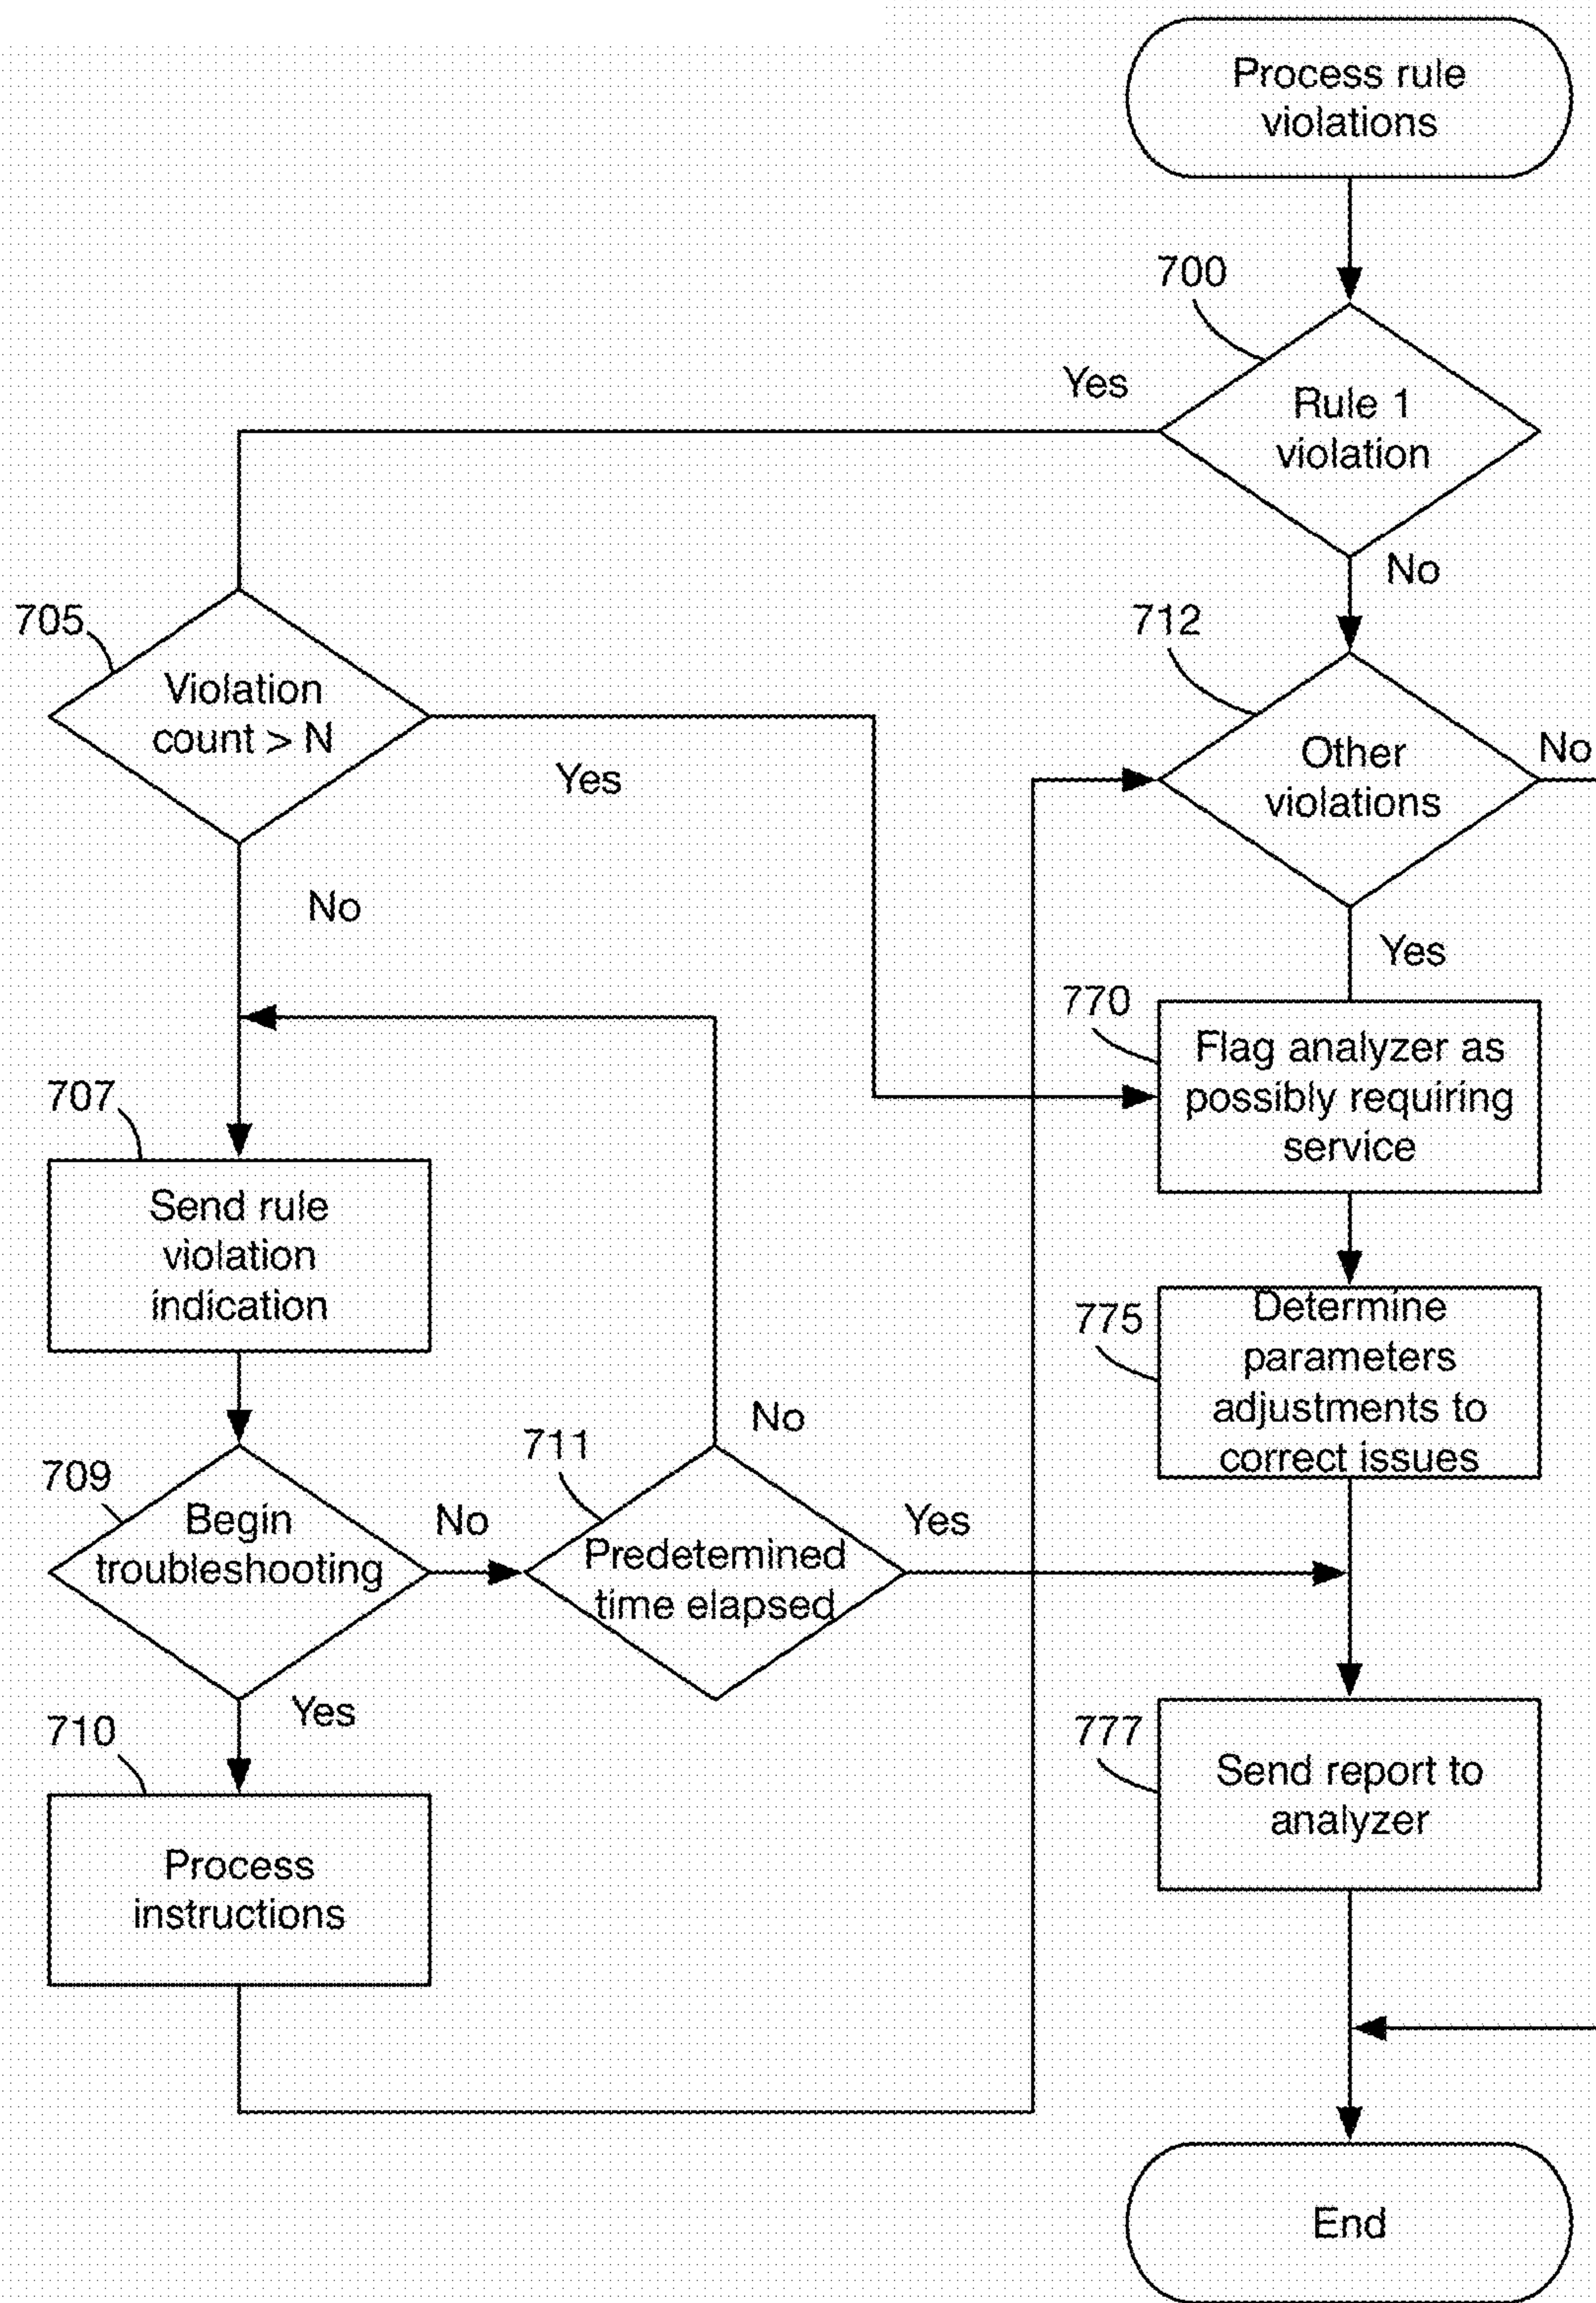 Process rule
violations
700
Yes
Rule 1
violation
No
705
Violation
count > N
Yes
No
712
Other
violations
No
Yes
770
Flag analyzer as
possibly requiring
service
707
Send rule
violation
indication
775
Determine
parameters
adjustments to
correct issues
709
Begin
troubleshooting
No
711
No
Predetemined
time elapsed
Yes
Yes
710
Process
instructions
777
Send report to
analyzer
End